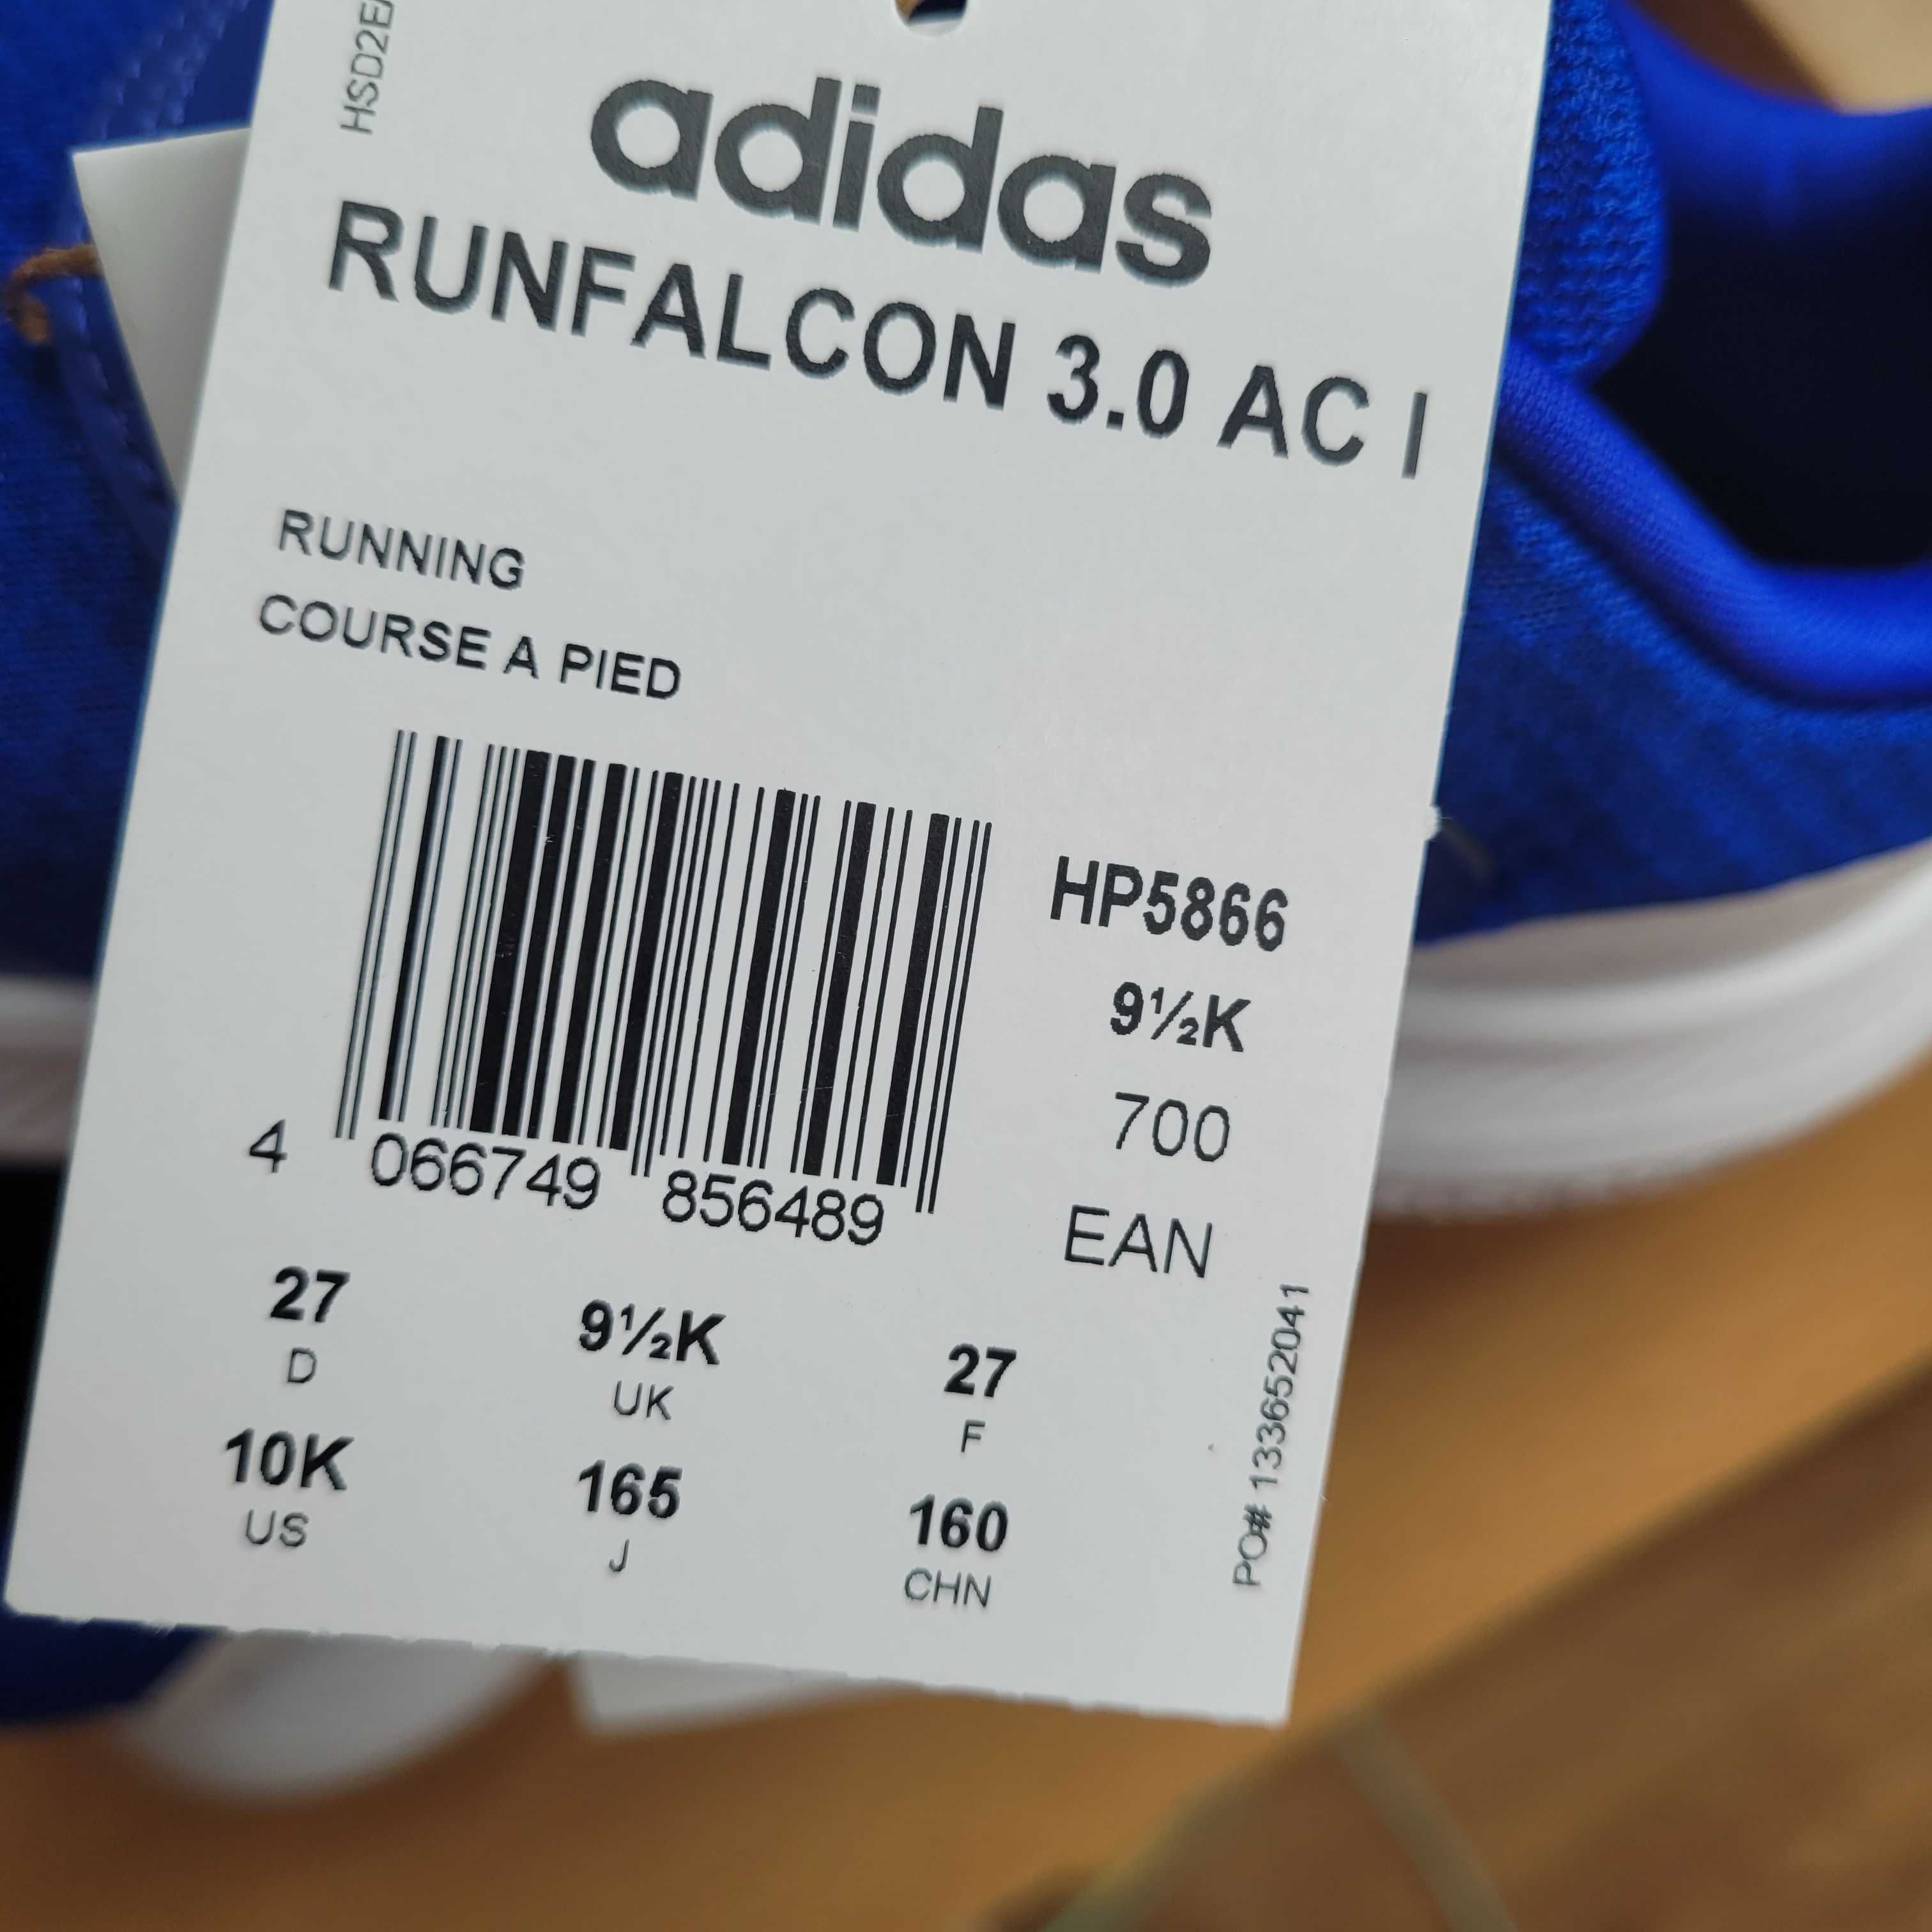 adidas
RUNFALCON 3.0 AC I
RUNNING
COURSE A PIED
HP5866
9½K
700
EAN
4 066749 856489
27 9½K 27
D UK F
10K 165 160
US J CHN
PO# 133652041